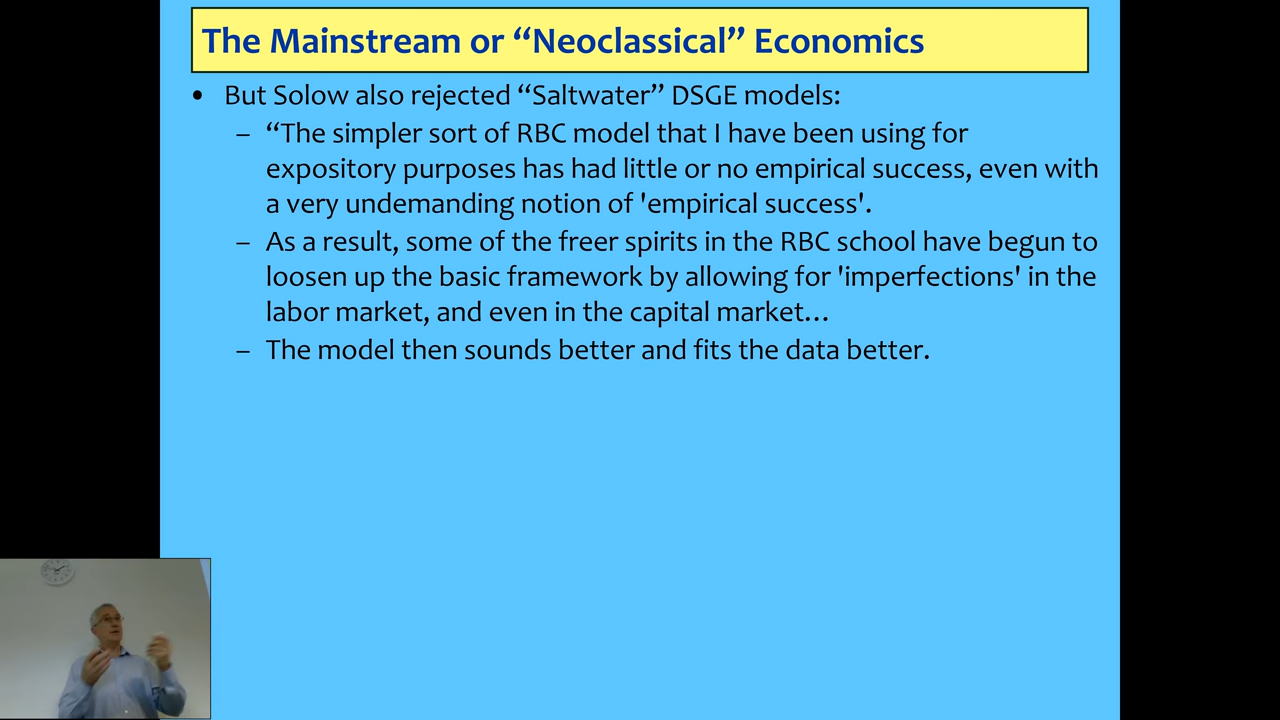 The Mainstream or “Neoclassical” Economics
• But Solow also rejected “Saltwater” DSGE models:
– “The simpler sort of RBC model that I have been using for
expository purposes has had little or no empirical success, even with
a very undemanding notion of 'empirical success'.
– As a result, some of the freer spirits in the RBC school have begun to
loosen up the basic framework by allowing for 'imperfections' in the
labor market, and even in the capital market…
– The model then sounds better and fits the data better.